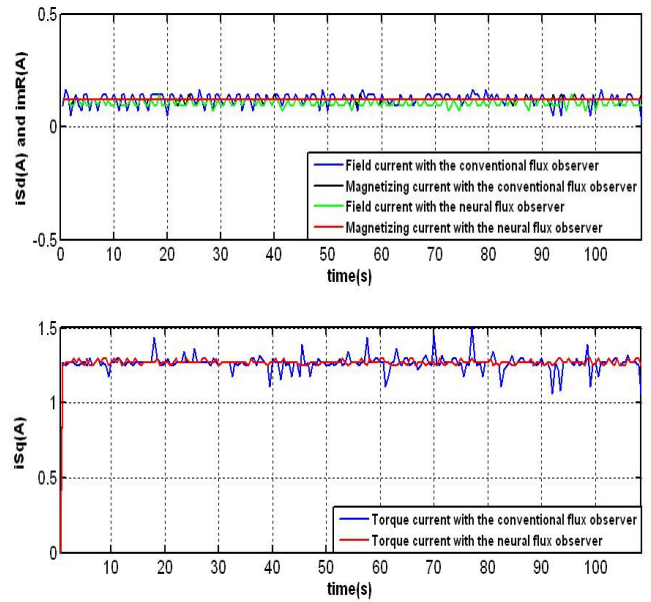 iSd(A) and imR(A)
0.5
0
-0.5
Field current with the conventional flux observer
Magnetizing current with the conventional flux observer
Field current with the neural flux observer
Magnetizing current with the neural flux observer
0 10 20 30 40 50 60 70 80 90 100
time(s)
iSq(A)
1.5
1
0.5
0
Torque current with the conventional flux observer
Torque current with the neural flux observer
10 20 30 40 50 60 70 80 90 100
time(s)